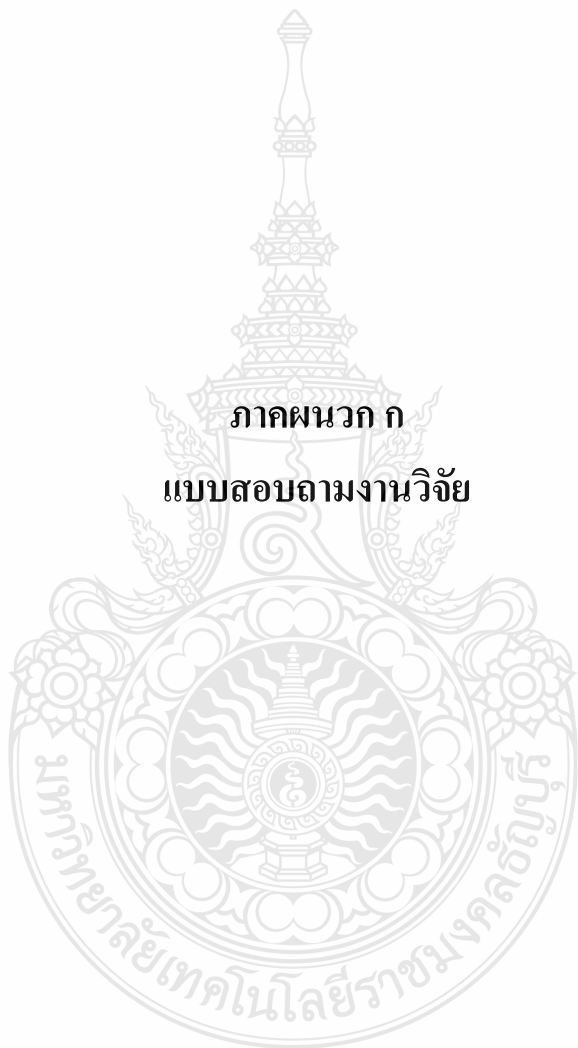 ภาคผนวก ก
แบบสอบถามงานวิจัย
มหาวิทยาลัยเทคโนโลยีราชมงคลธัญบุรี